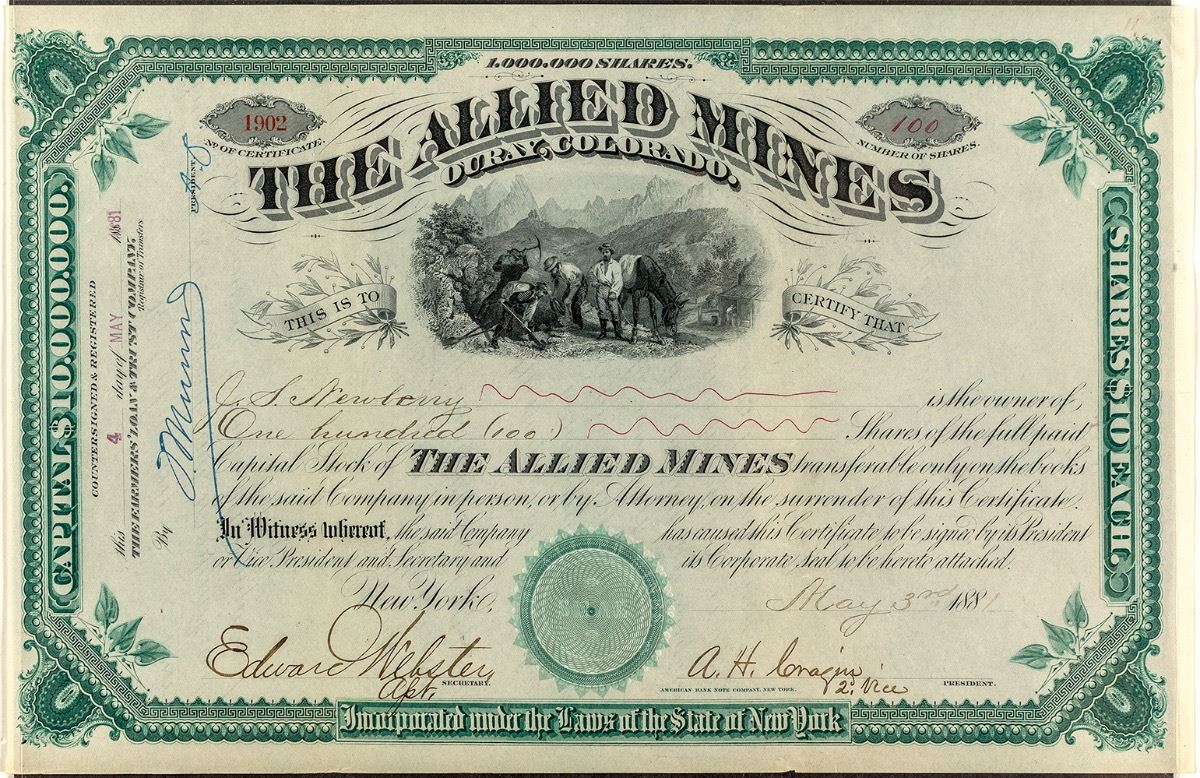 1,000,000 SHARES.
1902
Nº OF CERTIFICATE.
100
NUMBER OF SHARES.
THE ALLIED MINES
OURAY, COLORADO.
THIS IS TO
CERTIFY THAT
CAPITAL $10,000,000.
SHARES $10 EACH
COUNTERSIGNED & REGISTERED
this 4 day of MAY 1881
THE FARMERS' LOAN & TRUST COMPANY
Registrar of Transfers
By
PRESIDENT
J. S. Newberry is the owner of
One hundred (100) Shares of the full paid
Capital Stock of THE ALLIED MINES transferable only on the books
of the said Company in person, or by Attorney, on the surrender of this Certificate.
In Witness whereof, the said Company has caused this Certificate to be signed by its President
or Vice President and Secretary and its Corporate Seal to be hereto attached.
New York, May 3rd 1881
Edward Webster
SECRETARY.
A. H. Cragin
2d Vice PRESIDENT.
AMERICAN BANK NOTE COMPANY, NEW YORK.
Incorporated under the Laws of the State of New York